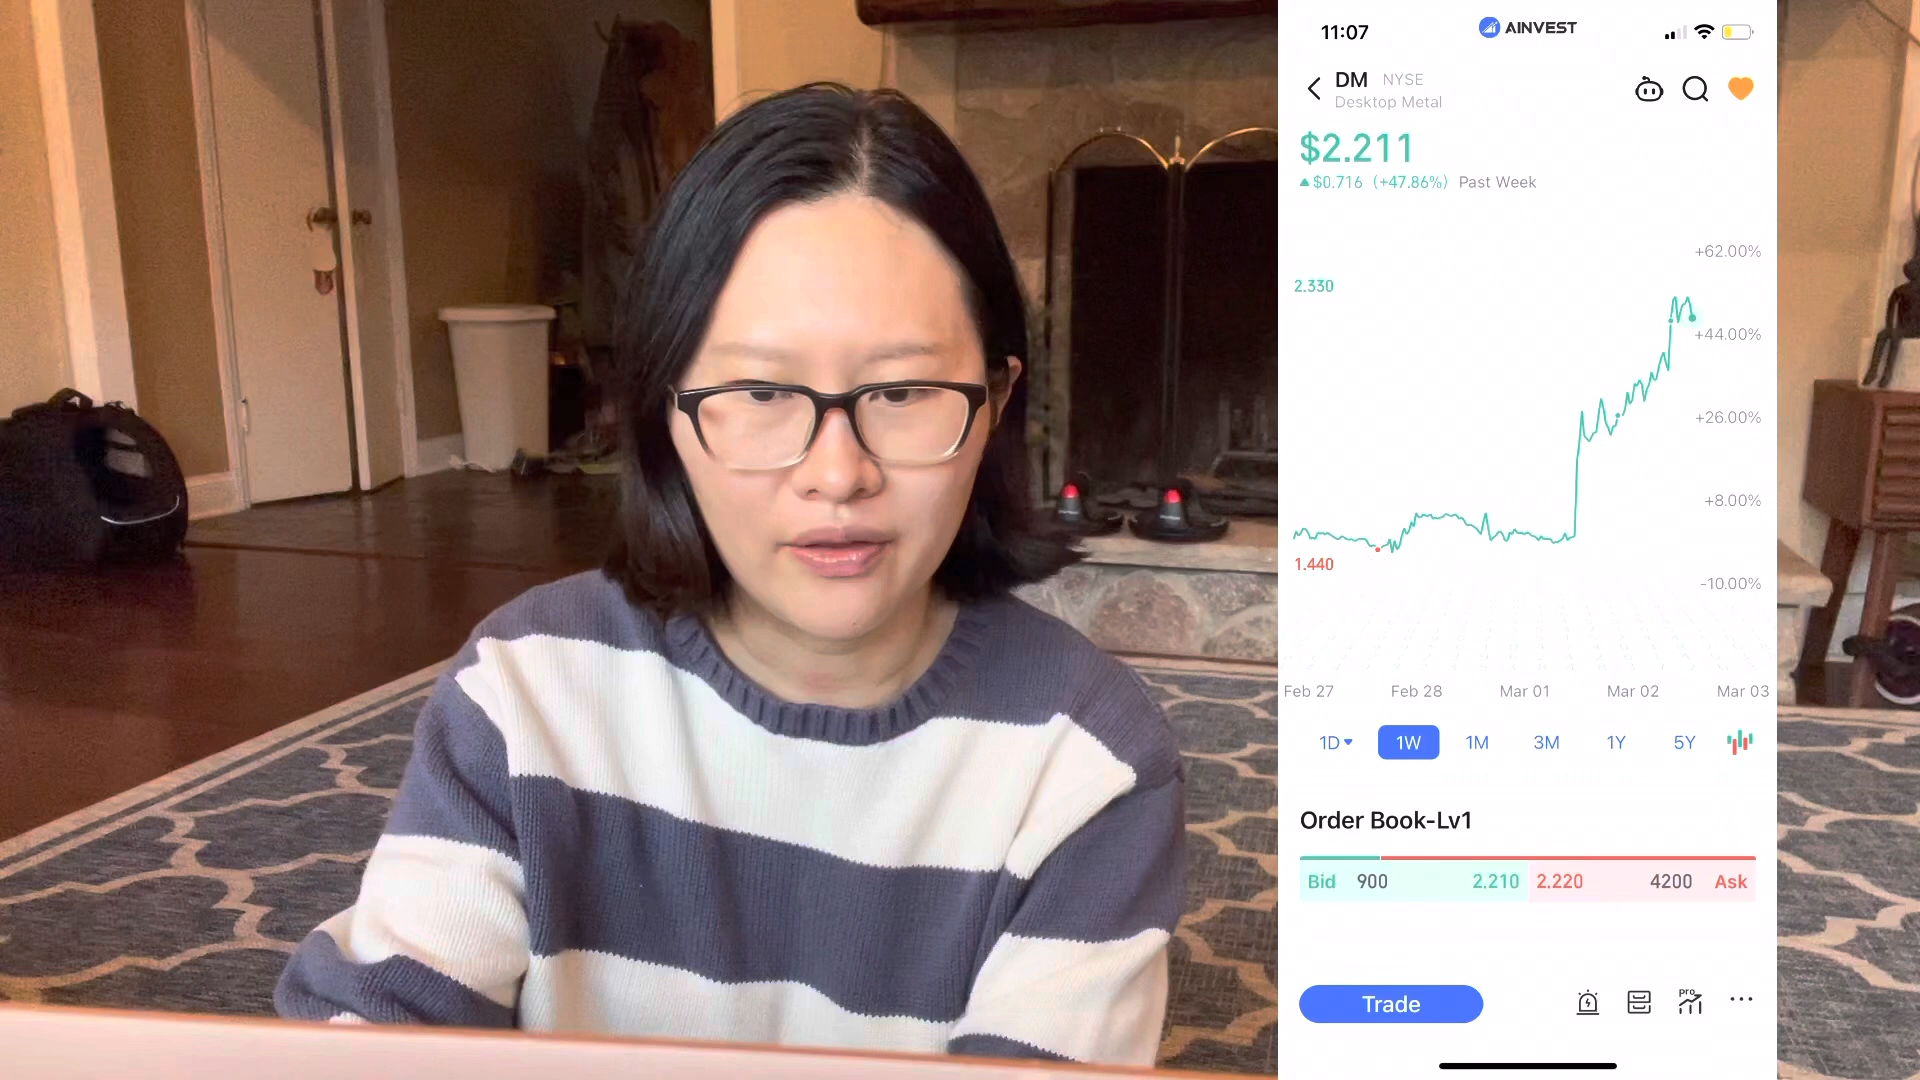 11:07
AINVEST
DM NYSE
Desktop Metal
$2.211
$0.716 (+47.86%) Past Week
+62.00%
2.330
+44.00%
+26.00%
+8.00%
1.440
-10.00%
Feb 27 Feb 28 Mar 01 Mar 02 Mar 03
1D 1W 1M 3M 1Y 5Y
Order Book-Lv1
Bid 900 2.210 2.220 4200 Ask
Trade
pro